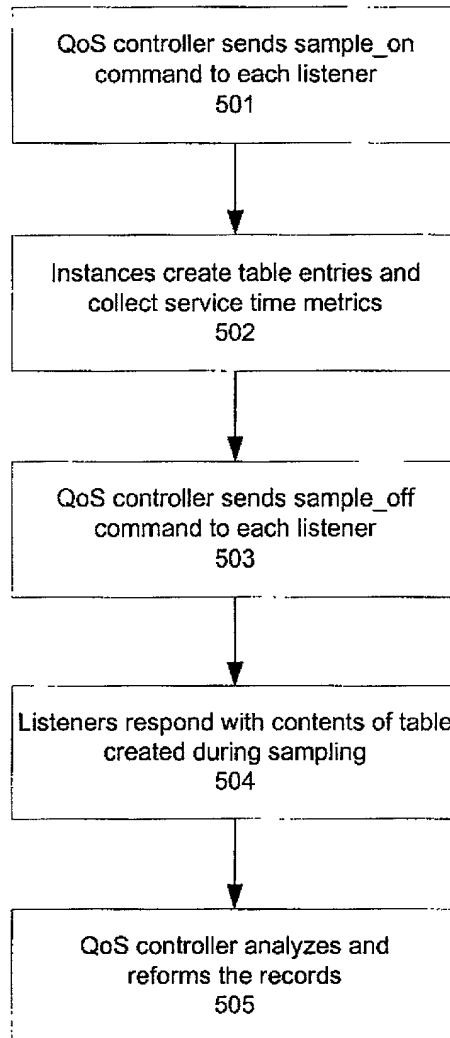 QoS controller sends sample_on
command to each listener
501
Instances create table entries and
collect service time metrics
502
QoS controller sends sample_off
command to each listener
503
Listeners respond with contents of table
created during sampling
504
QoS controller analyzes and
reforms the records
505